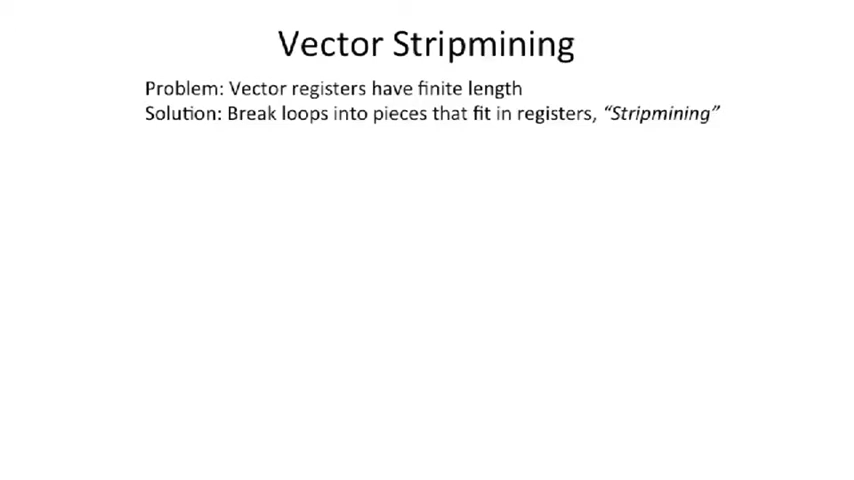 Vector Stripmining
Problem: Vector registers have finite length
Solution: Break loops into pieces that fit in registers, “Stripmining”